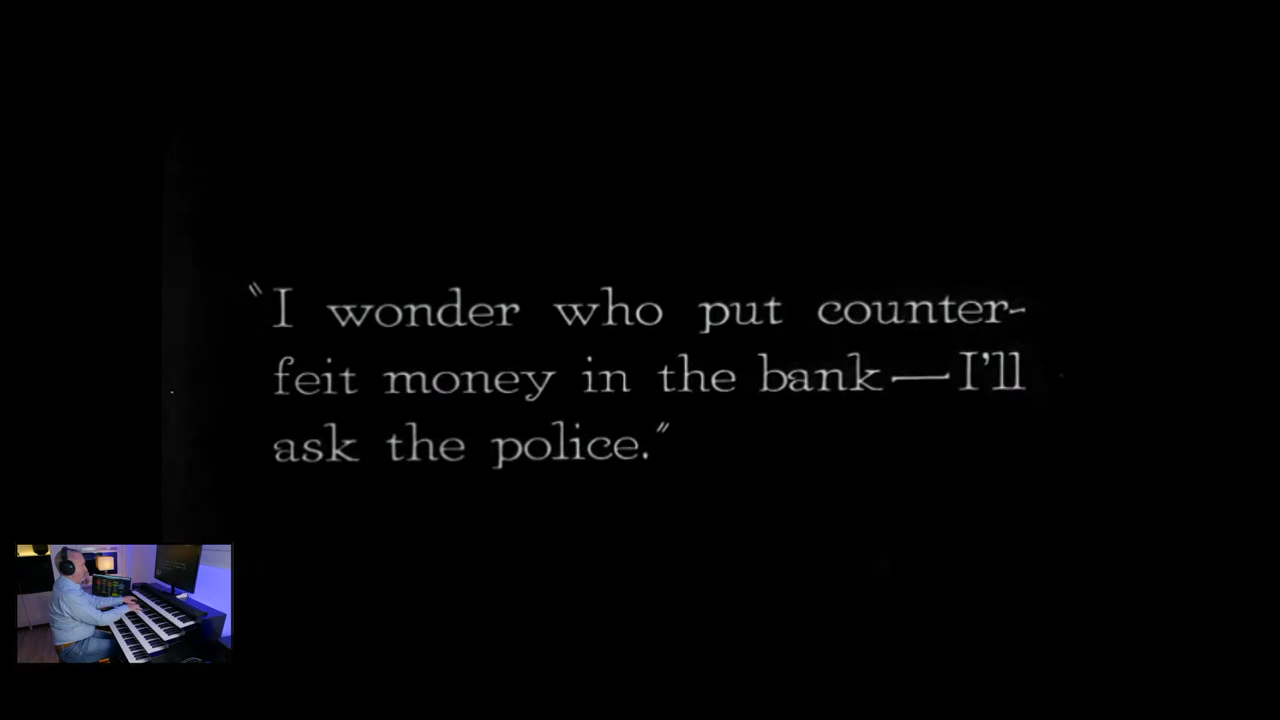 "I wonder who put counter-
feit money in the bank—I'll
ask the police."